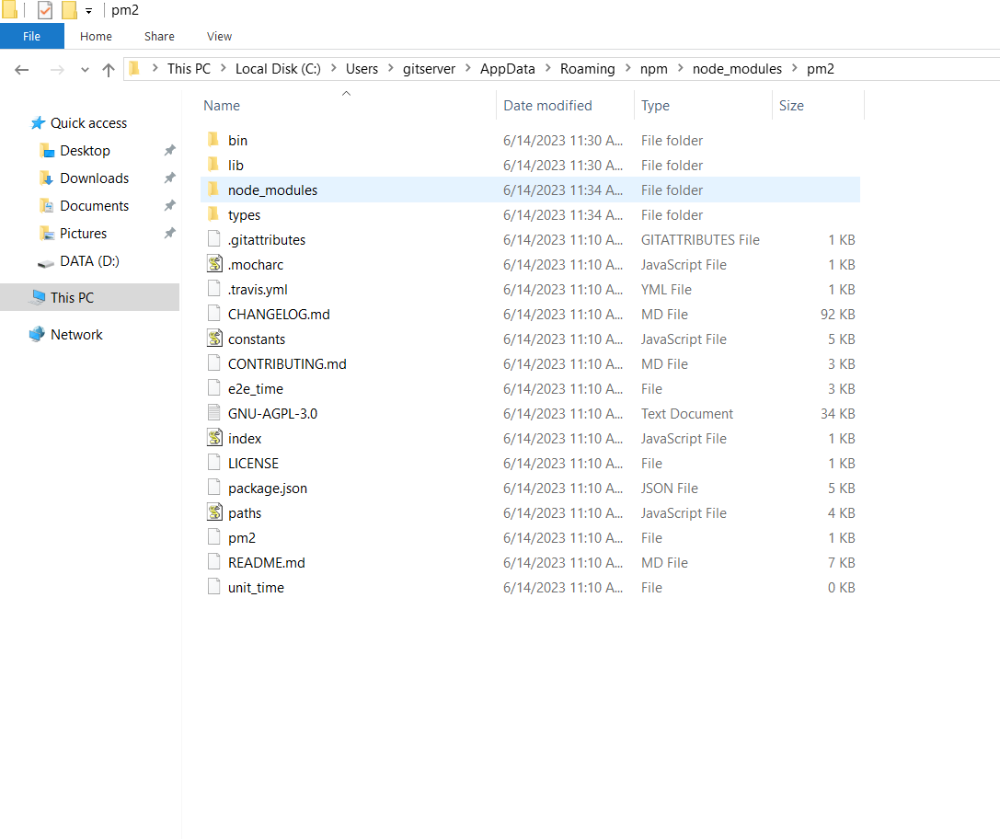 pm2
File Home Share View
This PC Local Disk (C:) Users gitserver AppData Roaming npm node_modules pm2
Quick access
Desktop
Downloads
Documents
Pictures
DATA (D:)
This PC
Network
Name Date modified Type Size
bin 6/14/2023 11:30 A... File folder
lib 6/14/2023 11:30 A... File folder
node_modules 6/14/2023 11:34 A... File folder
types 6/14/2023 11:34 A... File folder
.gitattributes 6/14/2023 11:10 A... GITATTRIBUTES File 1 KB
.mocharc 6/14/2023 11:10 A... JavaScript File 1 KB
.travis.yml 6/14/2023 11:10 A... YML File 1 KB
CHANGELOG.md 6/14/2023 11:10 A... MD File 92 KB
constants 6/14/2023 11:10 A... JavaScript File 5 KB
CONTRIBUTING.md 6/14/2023 11:10 A... MD File 3 KB
e2e_time 6/14/2023 11:10 A... File 3 KB
GNU-AGPL-3.0 6/14/2023 11:10 A... Text Document 34 KB
index 6/14/2023 11:10 A... JavaScript File 1 KB
LICENSE 6/14/2023 11:10 A... File 1 KB
package.json 6/14/2023 11:10 A... JSON File 5 KB
paths 6/14/2023 11:10 A... JavaScript File 4 KB
pm2 6/14/2023 11:10 A... File 1 KB
README.md 6/14/2023 11:10 A... MD File 7 KB
unit_time 6/14/2023 11:10 A... File 0 KB